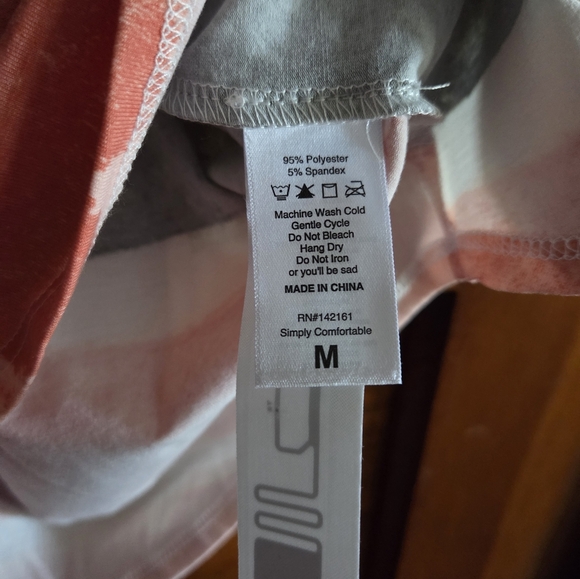 95% Polyester
5% Spandex
Machine Wash Cold
Gentle Cycle
Do Not Bleach
Hang Dry
Do Not Iron
or you'll be sad
MADE IN CHINA
RN#142161
Simply Comfortable
M